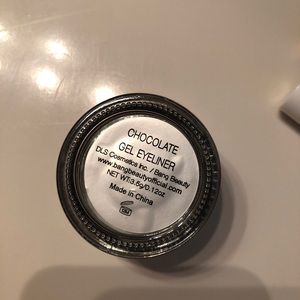 CHOCOLATE
GEL EYELINER
DLS Cosmetics Inc. / Bang Beauty
www.bangbeautyofficial.com
NET WT:3.5g/0.12oz
Made in China